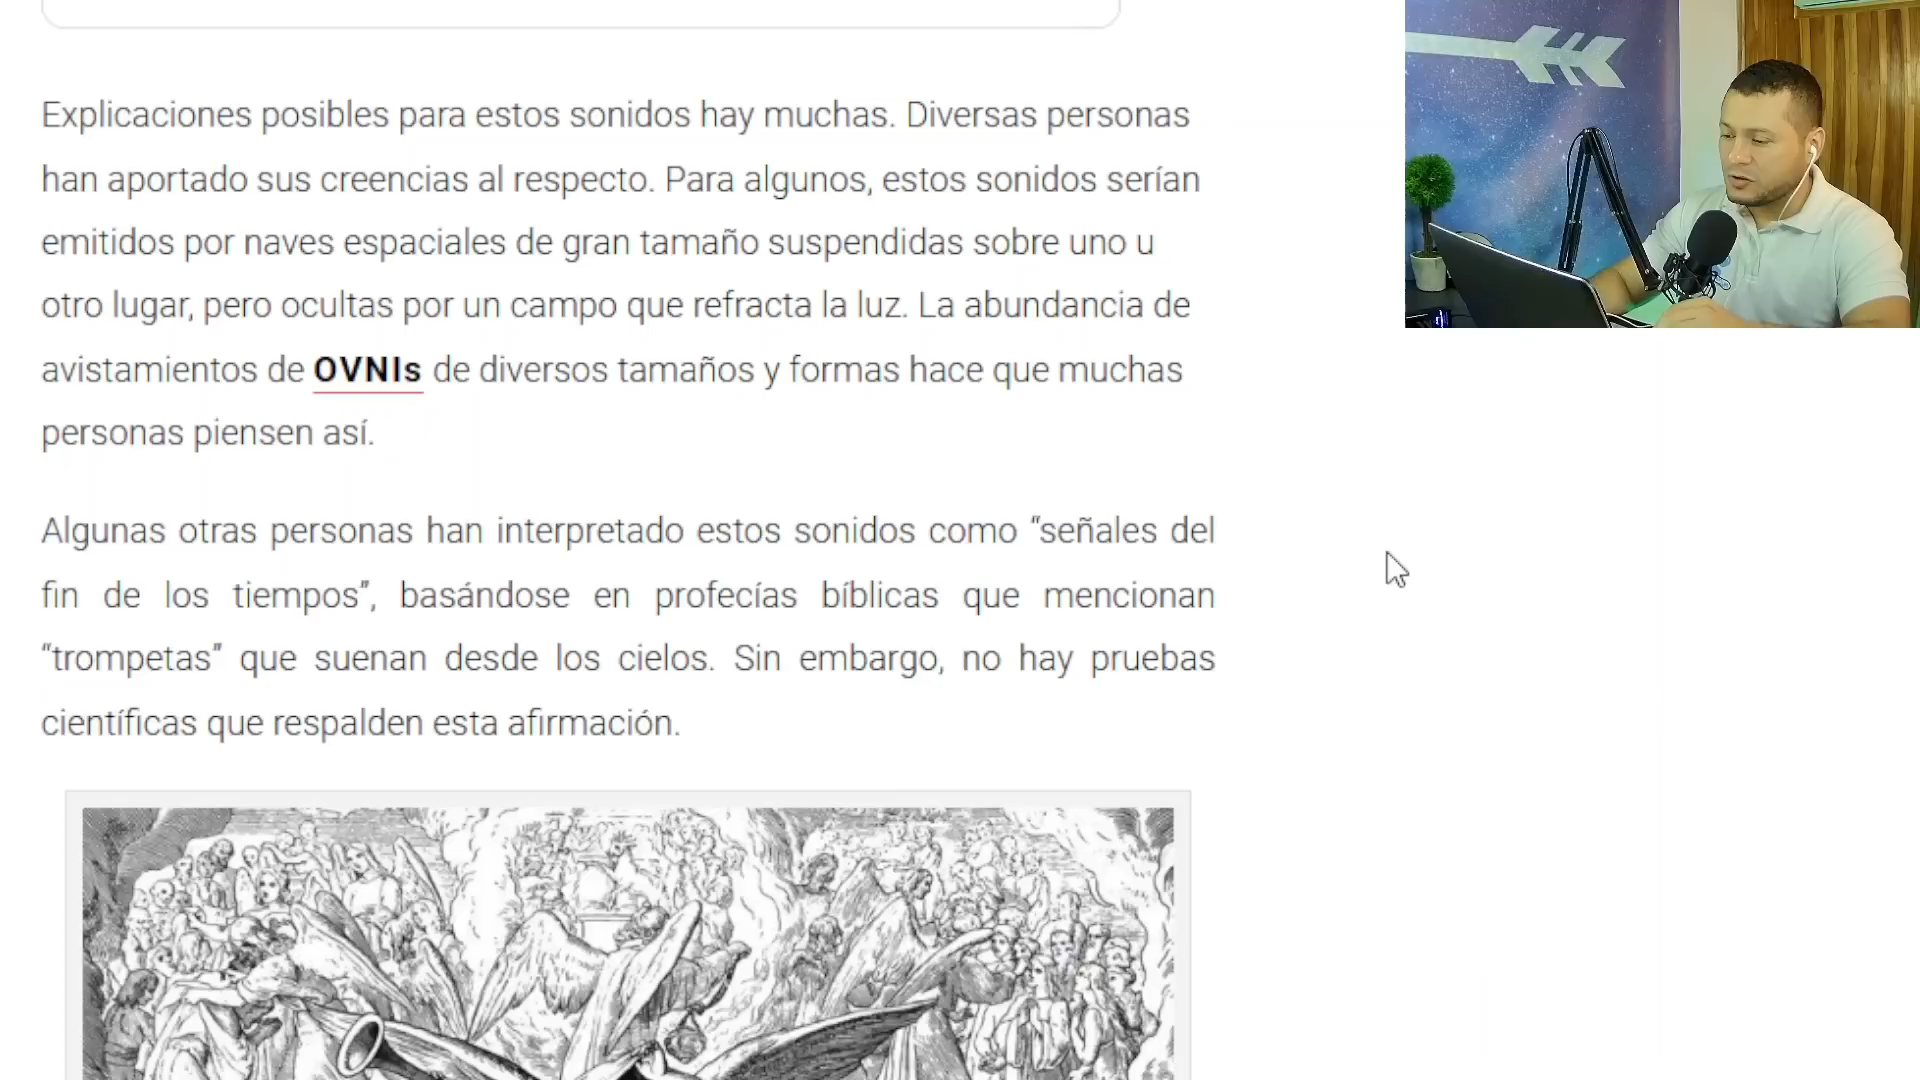 Explicaciones posibles para estos sonidos hay muchas. Diversas personas
han aportado sus creencias al respecto. Para algunos, estos sonidos serían
emitidos por naves espaciales de gran tamaño suspendidas sobre uno u
otro lugar, pero ocultas por un campo que refracta la luz. La abundancia de
avistamientos de OVNIs de diversos tamaños y formas hace que muchas
personas piensen así.
Algunas otras personas han interpretado estos sonidos como “señales del
fin de los tiempos”, basándose en profecías bíblicas que mencionan
“trompetas” que suenan desde los cielos. Sin embargo, no hay pruebas
científicas que respalden esta afirmación.